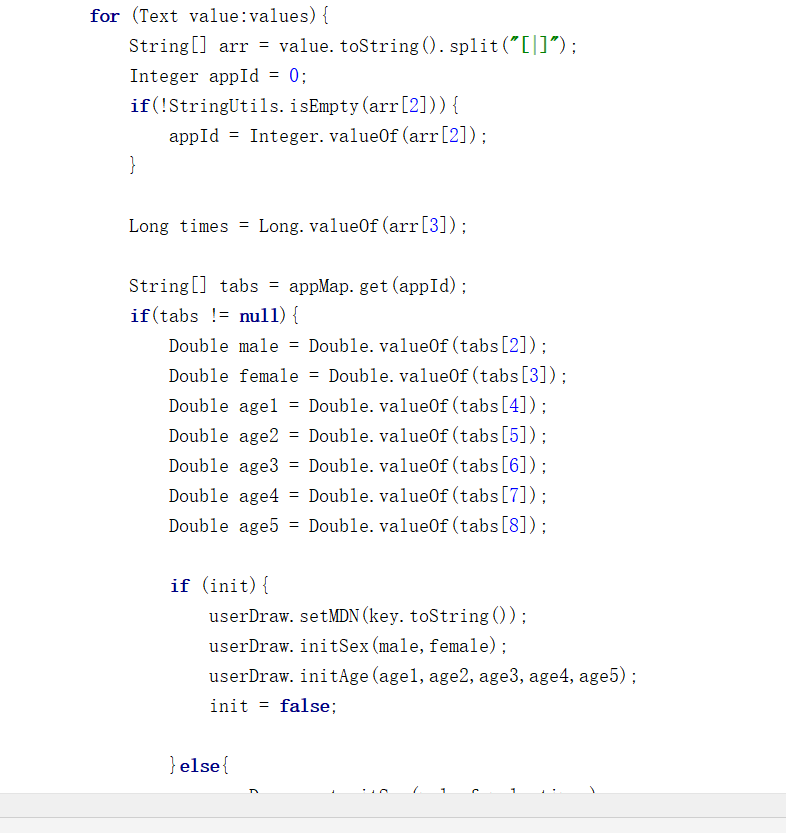 for (Text value:values){
String[] arr = value.toString().split("[|]");
Integer appId = 0;
if(!StringUtils.isEmpty(arr[2])){
appId = Integer.valueOf(arr[2]);
}
Long times = Long.valueOf(arr[3]);
String[] tabs = appMap.get(appId);
if(tabs != null){
Double male = Double.valueOf(tabs[2]);
Double female = Double.valueOf(tabs[3]);
Double age1 = Double.valueOf(tabs[4]);
Double age2 = Double.valueOf(tabs[5]);
Double age3 = Double.valueOf(tabs[6]);
Double age4 = Double.valueOf(tabs[7]);
Double age5 = Double.valueOf(tabs[8]);
if (init){
userDraw.setMDN(key.toString());
userDraw.initSex(male,female);
userDraw.initAge(age1,age2,age3,age4,age5);
init = false;
}else{